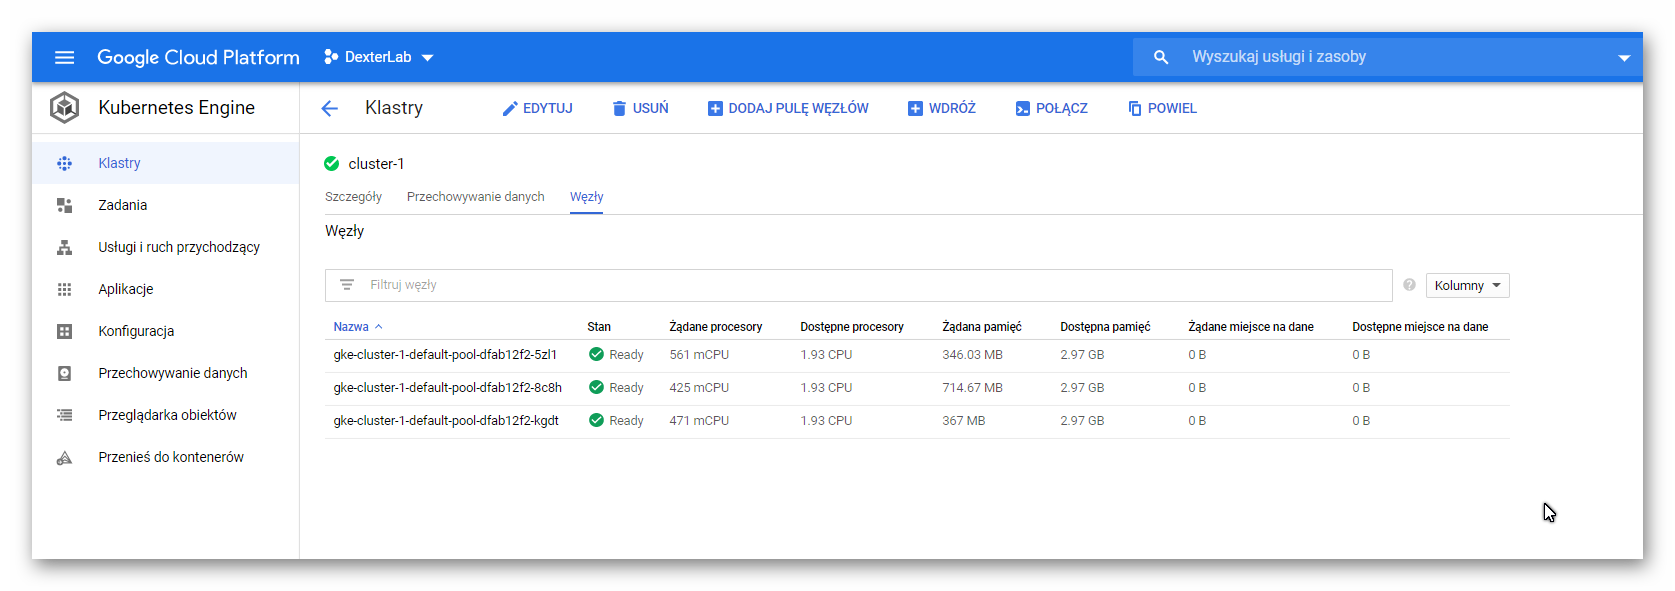 Google Cloud Platform DexterLab Wyszukaj usługi i zasoby
Kubernetes Engine
Klastry EDYTUJ USUŃ DODAJ PULĘ WĘZŁÓW WDRÓŻ POŁĄCZ POWIEL
Klastry
Zadania
Usługi i ruch przychodzący
Aplikacje
Konfiguracja
Przechowywanie danych
Przeglądarka obiektów
Przenieś do kontenerów
cluster-1
Szczegóły Przechowywanie danych Węzły
Węzły
Filtruj węzły Kolumny
Nazwa Stan Żądane procesory Dostępne procesory Żądana pamięć Dostępna pamięć Żądane miejsce na dane Dostępne miejsce na dane
gke-cluster-1-default-pool-dfab12f2-5zl1 Ready 561 mCPU 1.93 CPU 346.03 MB 2.97 GB 0 B 0 B
gke-cluster-1-default-pool-dfab12f2-8c8h Ready 425 mCPU 1.93 CPU 714.67 MB 2.97 GB 0 B 0 B
gke-cluster-1-default-pool-dfab12f2-kgdt Ready 471 mCPU 1.93 CPU 367 MB 2.97 GB 0 B 0 B